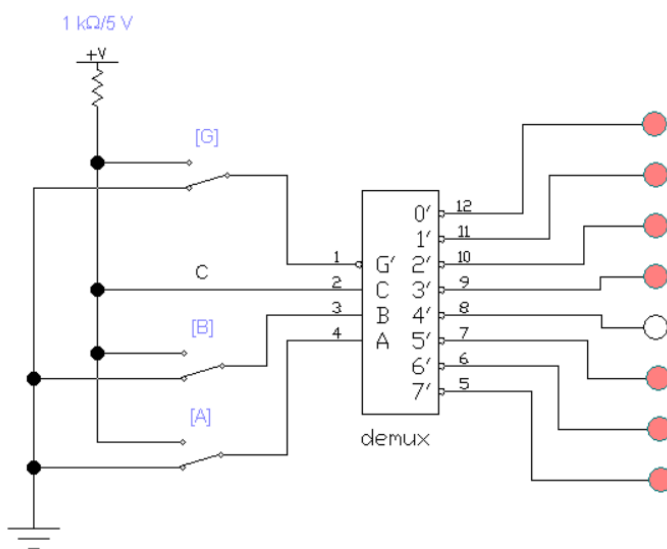 1 kΩ/5 V
+V
[G]
C
[B]
[A]
1 G'
2 C
3 B
4 A
0' 12
1' 11
2' 10
3' 9
4' 8
5' 7
6' 6
7' 5
demux